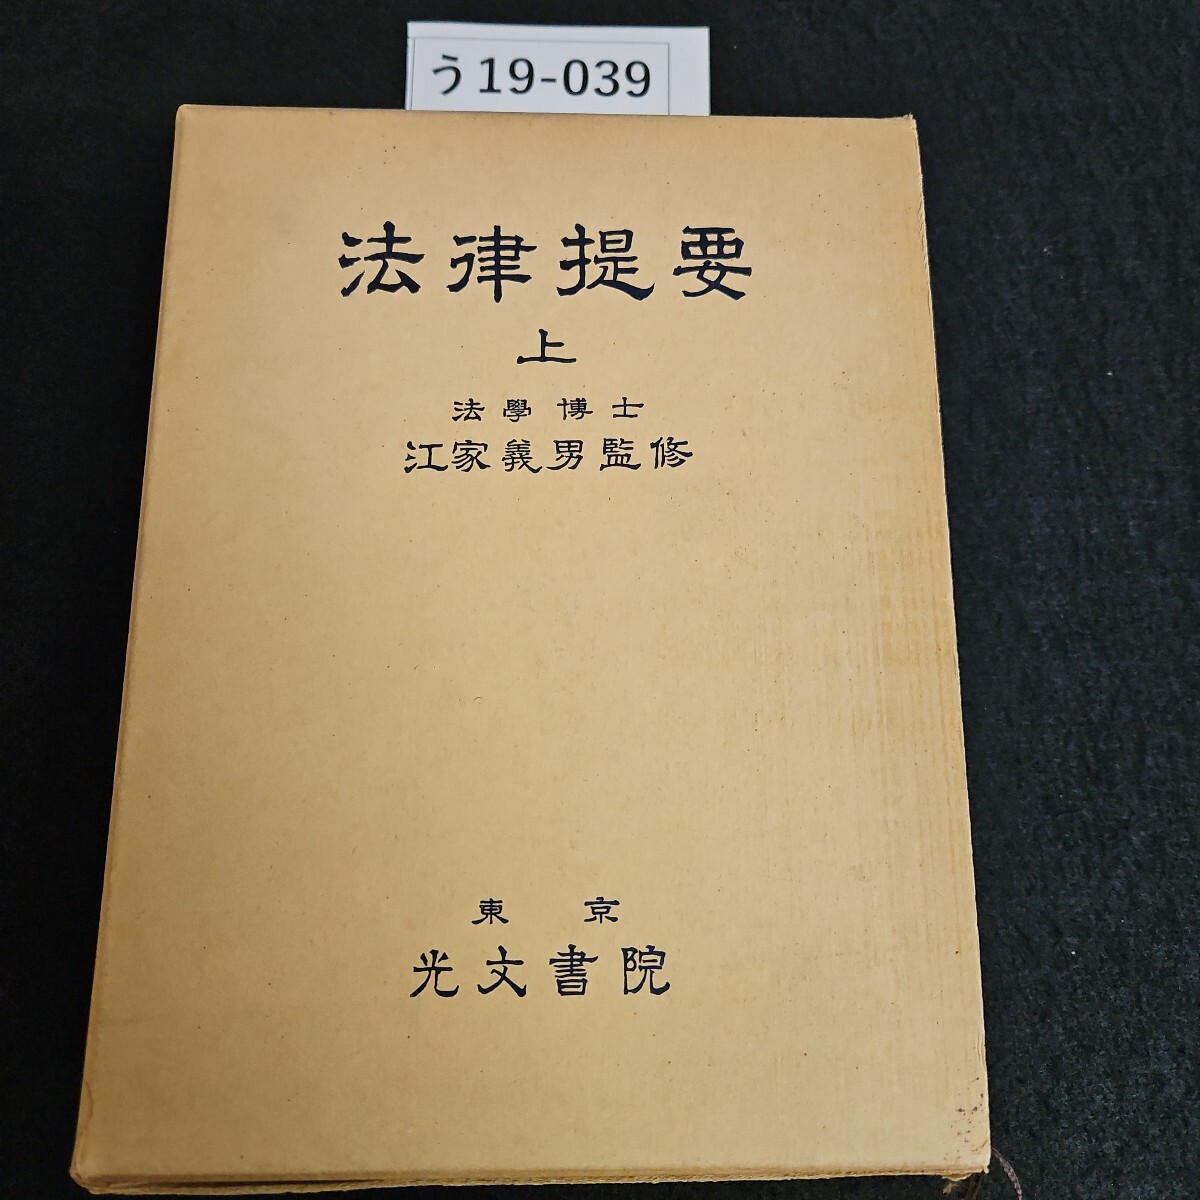 う19-039
法律提要
上
法學博士
江家義男監修
東京
光文書院